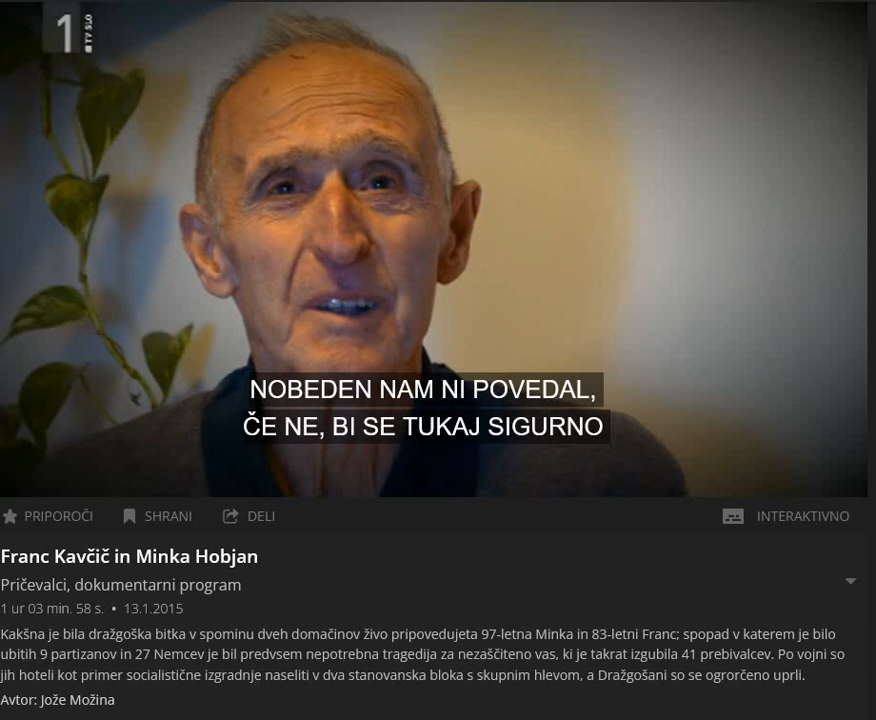 1
TV SLO
NOBEDEN NAM NI POVEDAL,
ČE NE, BI SE TUKAJ SIGURNO
PRIPOROČI SHRANI DELI INTERAKTIVNO
Franc Kavčič in Minka Hobjan
Pričevalci, dokumentarni program
1 ur 03 min. 58 s. • 13.1.2015
Kakšna je bila dražgoška bitka v spominu dveh domačinov živo pripovedujeta 97-letna Minka in 83-letni Franc; spopad v katerem je bilo
ubitih 9 partizanov in 27 Nemcev je bil predvsem nepotrebna tragedija za nezaščiteno vas, ki je takrat izgubila 41 prebivalcev. Po vojni so
jih hoteli kot primer socialistične izgradnje naseliti v dva stanovanska bloka s skupnim hlevom, a Dražgošani so se ogrorčeno uprli.
Avtor: Jože Možina